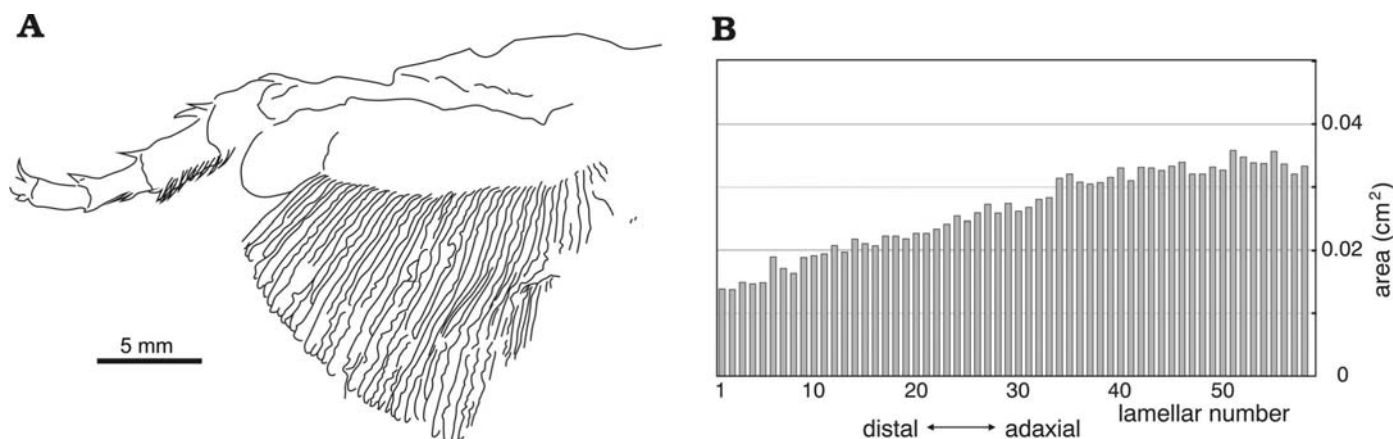 A
5 mm
B
0.04
0.02
0
area (cm²)
1 10 20 30 40 50
lamellar number
distal ↔ adaxial